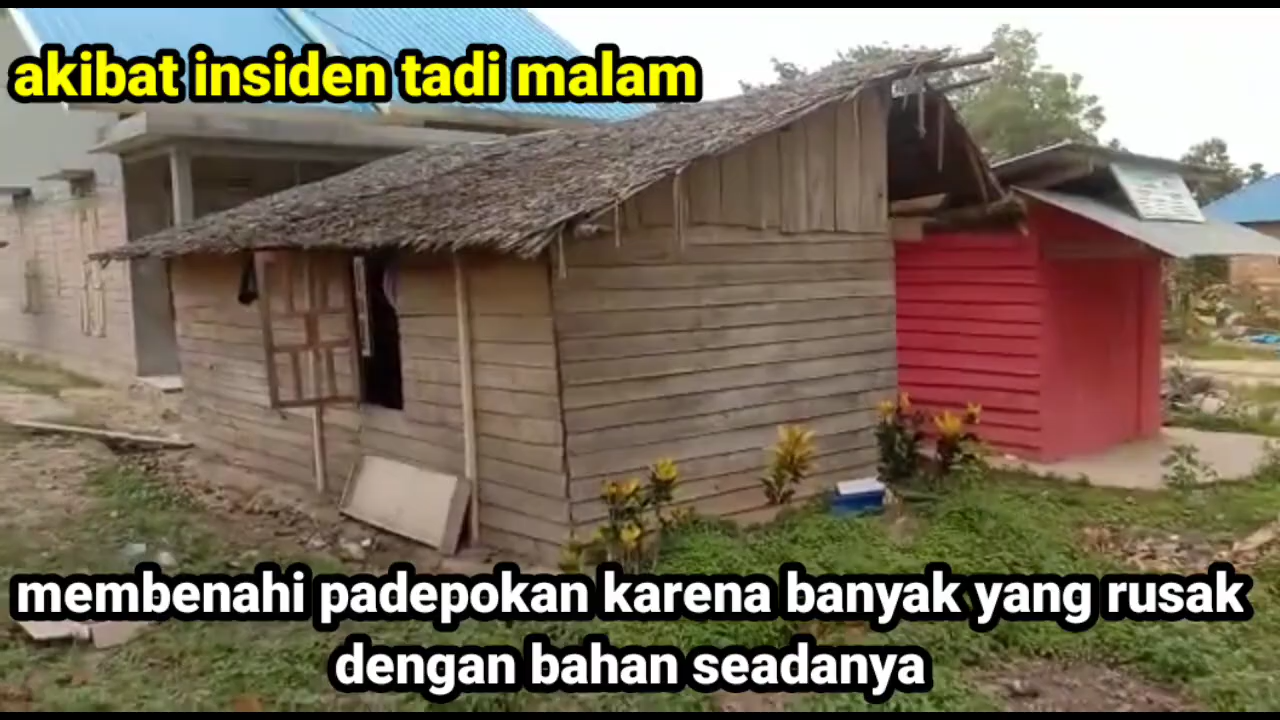 akibat insiden tadi malam
membenahi padepokan karena banyak yang rusak
dengan bahan seadanya